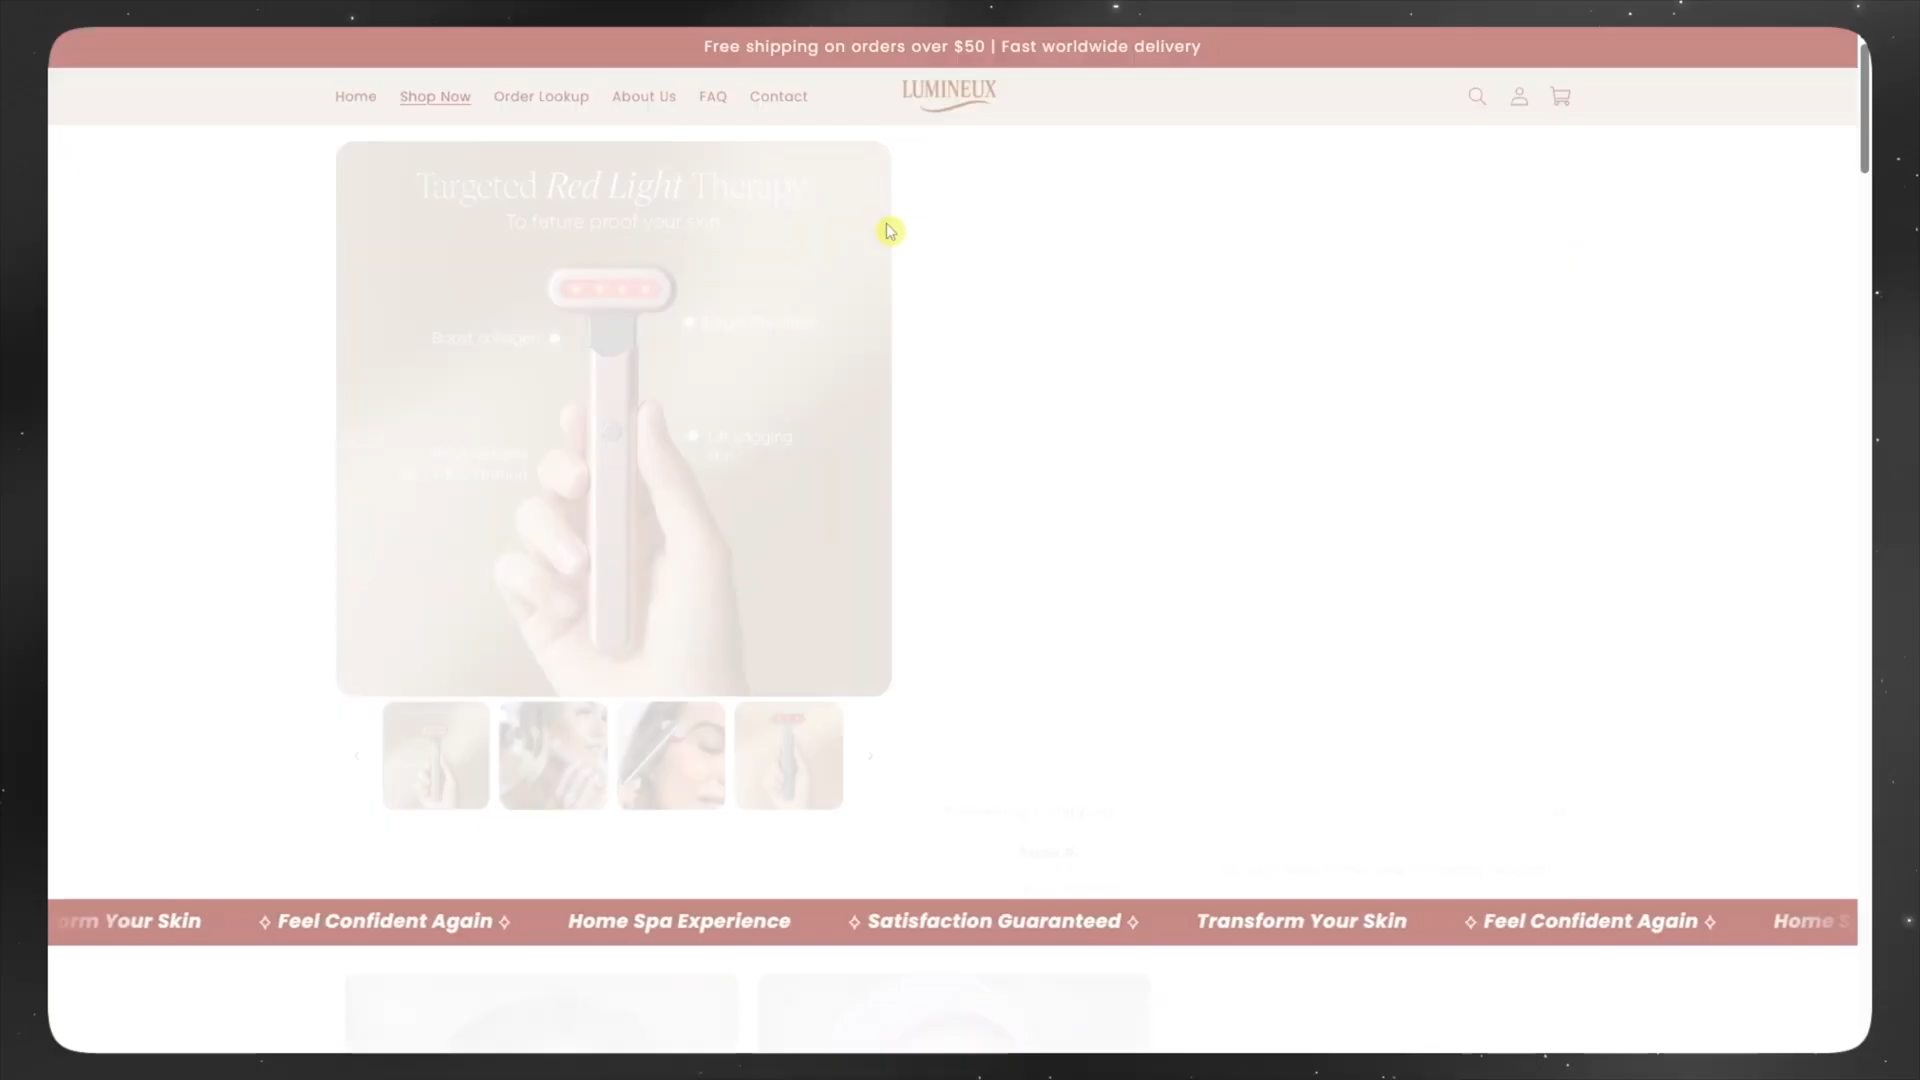 Free shipping on orders over $50 | Fast worldwide delivery
Home Shop Now Order Lookup About Us FAQ Contact
LUMINEUX
Targeted Red Light Therapy
To future proof your skin
Boost collagen
Lift sagging
orm Your Skin ✧ Feel Confident Again ✧ Home Spa Experience ✧ Satisfaction Guaranteed ✧ Transform Your Skin ✧ Feel Confident Again ✧ Home S